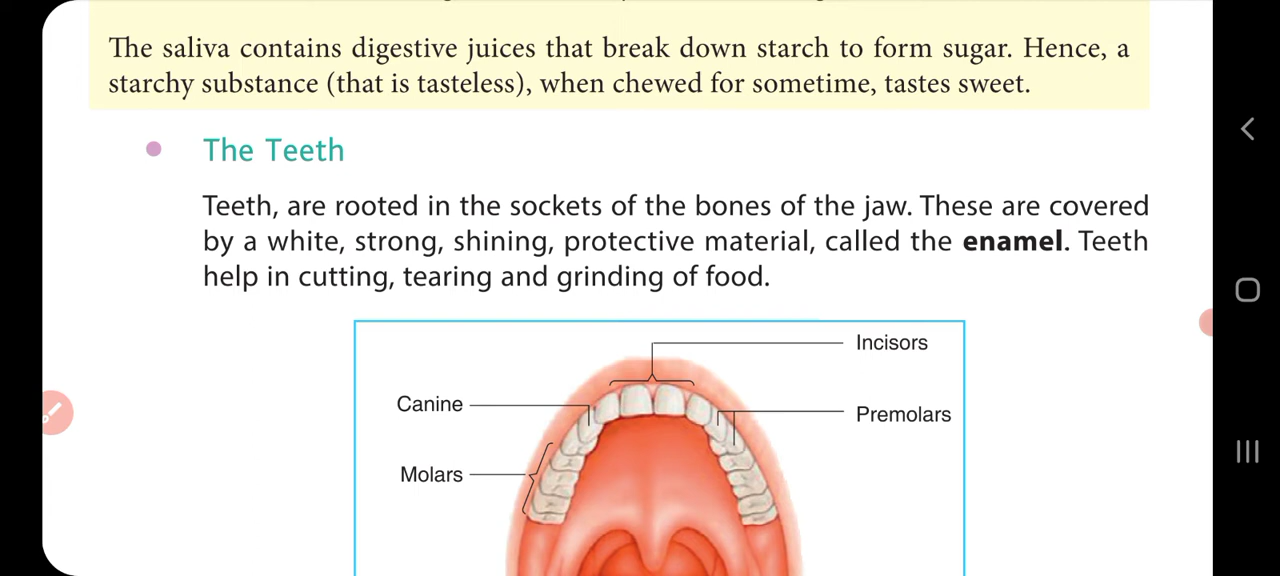 The saliva contains digestive juices that break down starch to form sugar. Hence, a
starchy substance (that is tasteless), when chewed for sometime, tastes sweet.
The Teeth
Teeth, are rooted in the sockets of the bones of the jaw. These are covered
by a white, strong, shining, protective material, called the enamel. Teeth
help in cutting, tearing and grinding of food.
Incisors
Canine
Premolars
Molars